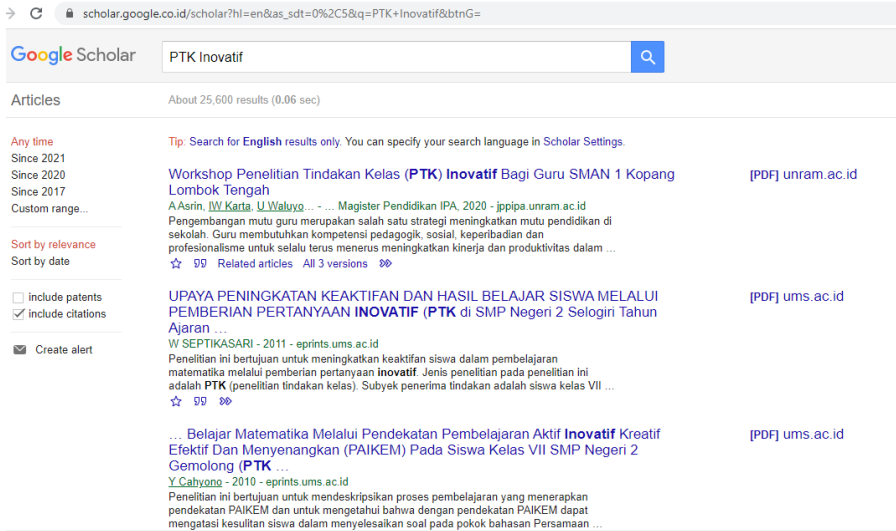 scholar.google.co.id/scholar?hl=en&as_sdt=0%2C5&q=PTK+Inovatif&btnG=
Google Scholar
PTK Inovatif
Articles
About 25,600 results (0.06 sec)
Any time
Since 2021
Since 2020
Since 2017
Custom range...
Sort by relevance
Sort by date
include patents
include citations
Create alert
Tip: Search for English results only. You can specify your search language in Scholar Settings.
Workshop Penelitian Tindakan Kelas (PTK) Inovatif Bagi Guru SMAN 1 Kopang
Lombok Tengah
[PDF] unram.ac.id
A Asrin, IW Karta, U Waluyo… - … Magister Pendidikan IPA, 2020 - jppipa.unram.ac.id
Pengembangan mutu guru merupakan salah satu strategi meningkatkan mutu pendidikan di
sekolah. Guru membutuhkan kompetensi pedagogik, sosial, keperibadian dan
profesionalisme untuk selalu terus menerus meningkatkan kinerja dan produktivitas dalam …
Related articles All 3 versions
UPAYA PENINGKATAN KEAKTIFAN DAN HASIL BELAJAR SISWA MELALUI
PEMBERIAN PERTANYAAN INOVATIF (PTK di SMP Negeri 2 Selogiri Tahun
Ajaran …
[PDF] ums.ac.id
W SEPTIKASARI - 2011 - eprints.ums.ac.id
Penelitian ini bertujuan untuk meningkatkan keaktifan siswa dalam pembelajaran
matematika melalui pemberian pertanyaan inovatif. Jenis penelitian pada penelitian ini
adalah PTK (penelitian tindakan kelas). Subyek penerima tindakan adalah siswa kelas VII …
… Belajar Matematika Melalui Pendekatan Pembelajaran Aktif Inovatif Kreatif
Efektif Dan Menyenangkan (PAIKEM) Pada Siswa Kelas VII SMP Negeri 2
Gemolong (PTK …
[PDF] ums.ac.id
Y Cahyono - 2010 - eprints.ums.ac.id
Penelitian ini bertujuan untuk mendeskripsikan proses pembelajaran yang menerapkan
pendekatan PAIKEM dan untuk mengetahui bahwa dengan pendekatan PAIKEM dapat
mengatasi kesulitan siswa dalam menyelesaikan soal pada pokok bahasan Persamaan …